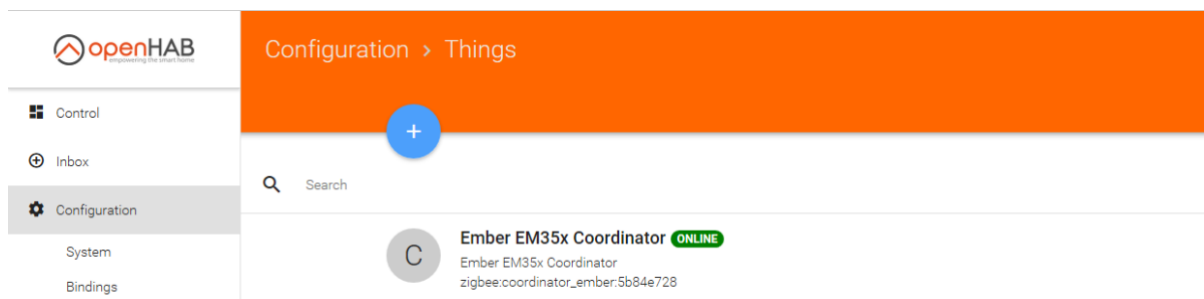 openHAB
empowering the smart home
Configuration > Things
Control
+
Inbox
Search
Configuration
C
Ember EM35x Coordinator ONLINE
Ember EM35x Coordinator
zigbee:coordinator_ember:5b84e728
System
Bindings